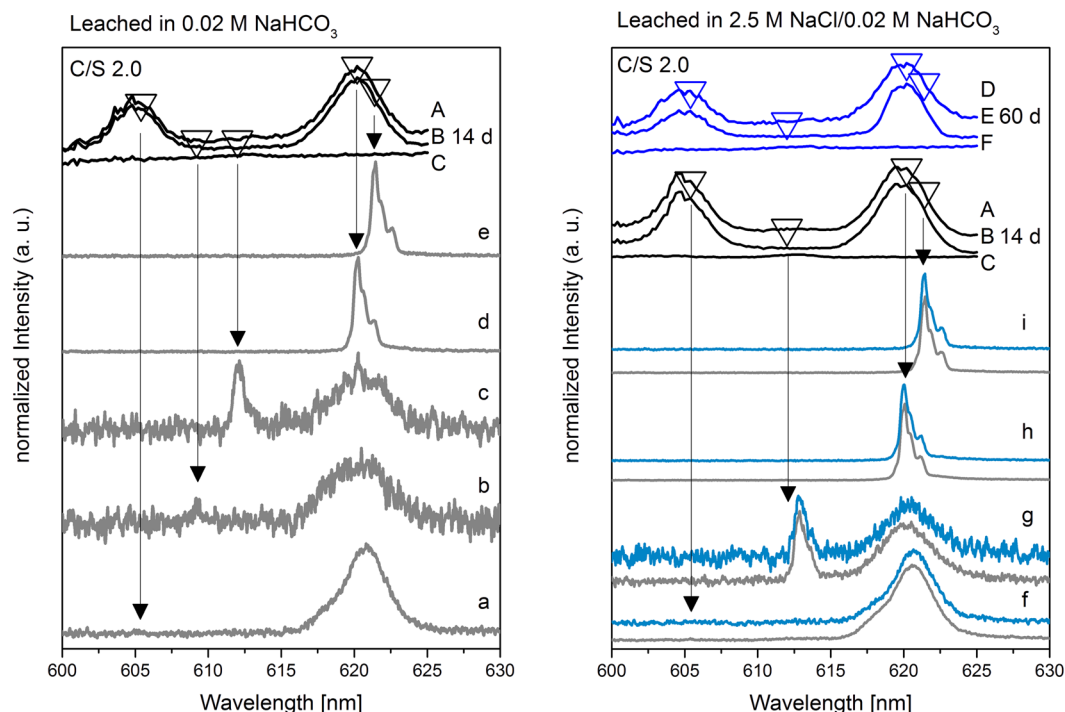 Leached in 0.02 M NaHCO₃
C/S 2.0
A
B 14 d
C
e
d
c
b
a
normalized Intensity (a. u.)
600 605 610 615 620 625 630
Wavelength [nm]
Leached in 2.5 M NaCl/0.02 M NaHCO₃
C/S 2.0
D
E 60 d
F
A
B 14 d
C
i
h
g
f
normalized Intensity (a. u.)
600 605 610 615 620 625 630
Wavelength [nm]